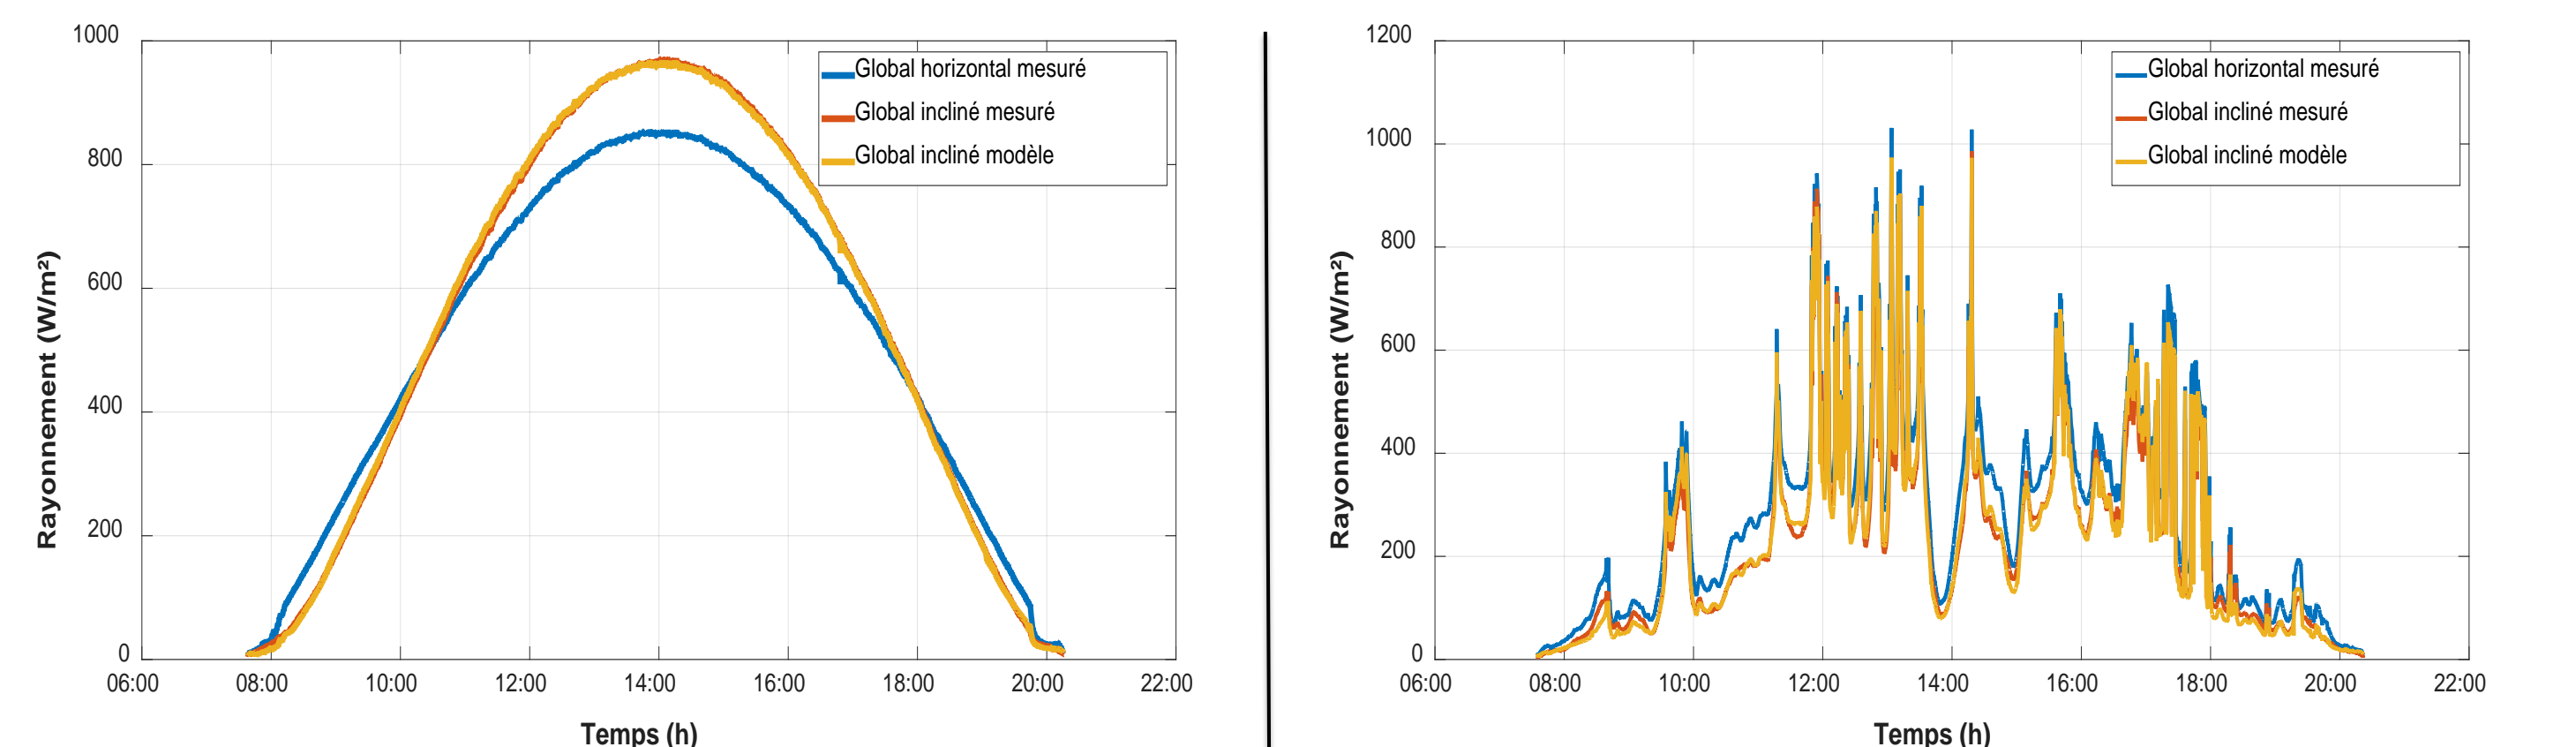 1000
800
600
400
200
0
06:00 08:00 10:00 12:00 14:00 16:00 18:00 20:00 22:00
Rayonnement (W/m²)
Temps (h)
Global horizontal mesuré
Global incliné mesuré
Global incliné modèle
1200
1000
800
600
400
200
0
06:00 08:00 10:00 12:00 14:00 16:00 18:00 20:00 22:00
Rayonnement (W/m²)
Temps (h)
Global horizontal mesuré
Global incliné mesuré
Global incliné modèle